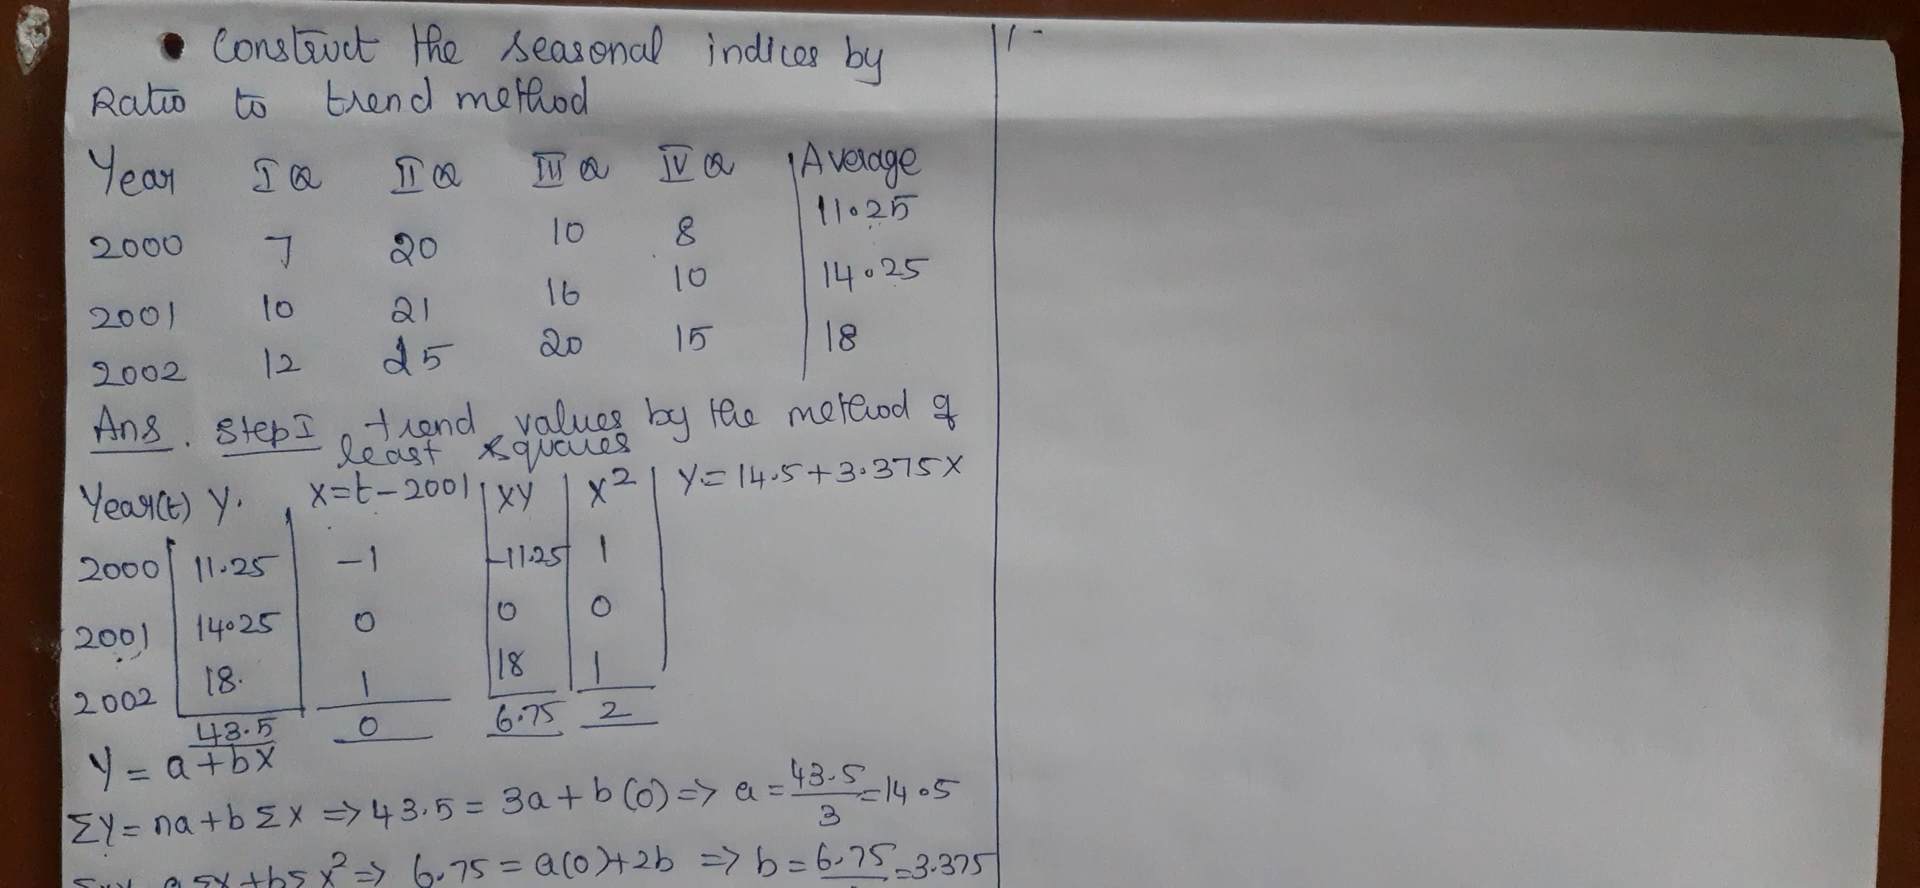 • Construct the seasonal indices by
Ratio to trend method
Year I Q II Q III Q IV Q Average
2000 7 20 10 8 11.25
2001 10 21 16 10 14.25
2002 12 25 20 15 18
Ans. Step I trend values by the method of
least squares
Year(t) Y. X=t-2001 XY X² Y=14.5+3.375X
2000 11.25 -1 -11.25 1
2001 14.25 0 0 0
2002 18. 1 18 1
43.5 0 6.75 2
Y = a+bX
ΣY=na+bΣX => 43.5 = 3a+b(0) => a = 43.5/3 = 14.5
aΣX+bΣX² => 6.75 = a(0)+2b => b = 6.75 = 3.375